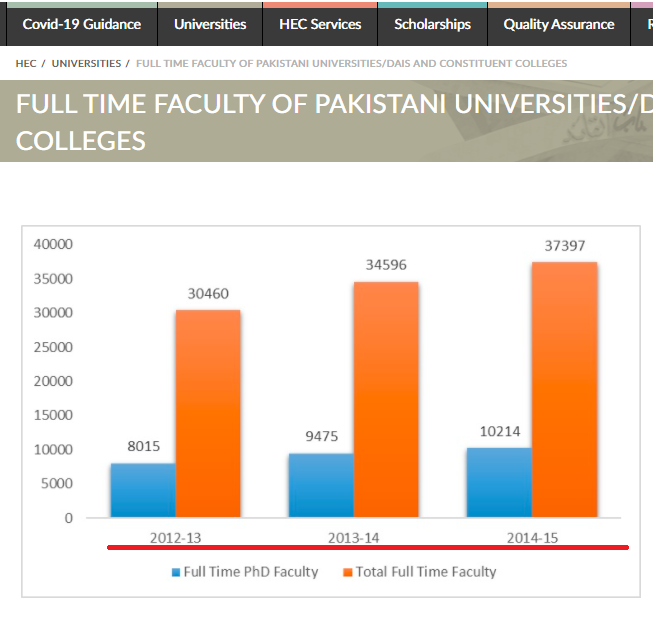 Covid-19 Guidance Universities HEC Services Scholarships Quality Assurance R
HEC / UNIVERSITIES / FULL TIME FACULTY OF PAKISTANI UNIVERSITIES/DAIS AND CONSTITUENT COLLEGES
FULL TIME FACULTY OF PAKISTANI UNIVERSITIES/D
COLLEGES
40000
35000
30000
25000
20000
15000
10000
5000
0
8015
30460
9475
34596
10214
37397
2012-13 2013-14 2014-15
Full Time PhD Faculty Total Full Time Faculty